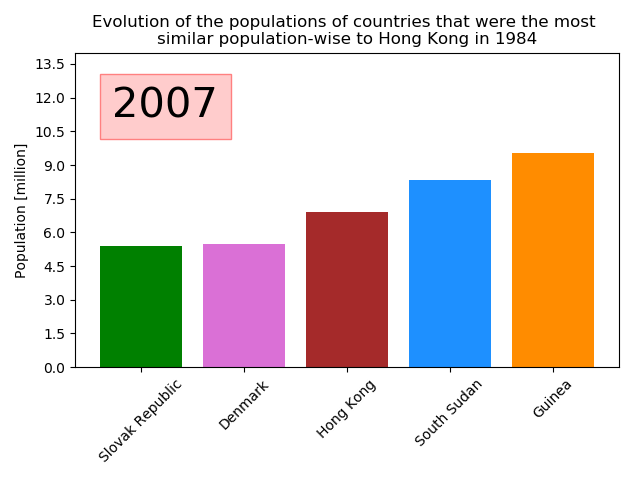 Evolution of the populations of countries that were the most
similar population-wise to Hong Kong in 1984
2007
Population [million]
13.5
12.0
10.5
9.0
7.5
6.0
4.5
3.0
1.5
0.0
Slovak Republic
Denmark
Hong Kong
South Sudan
Guinea